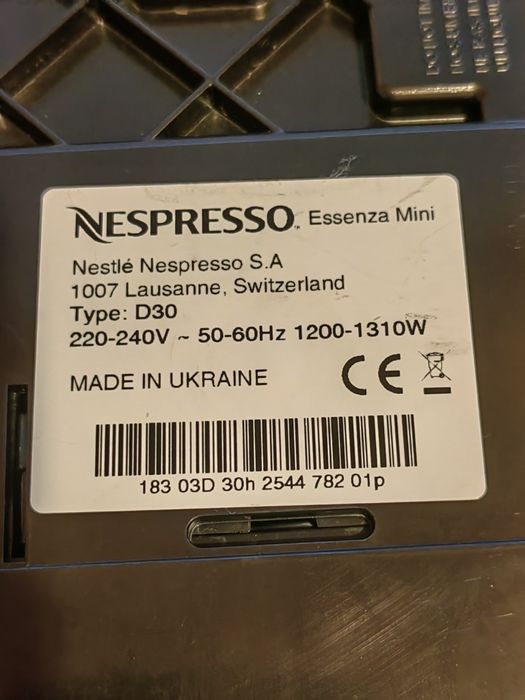 NESPRESSO. Essenza Mini
Nestlé Nespresso S.A
1007 Lausanne, Switzerland
Type: D30
220-240V ~ 50-60Hz 1200-1310W
MADE IN UKRAINE CE
183 03D 30h 2544 782 01p